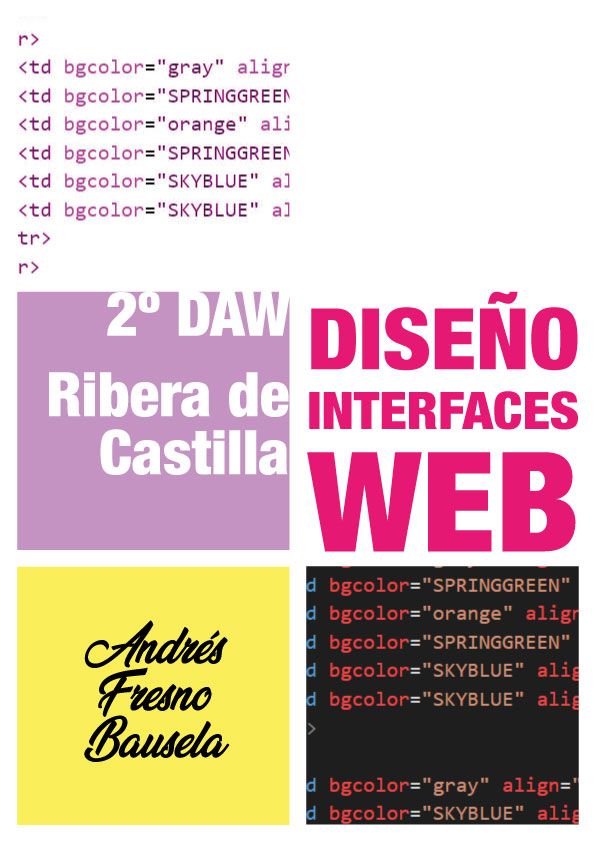 r>
<td bgcolor="gray" align
<td bgcolor="SPRINGGREEN
<td bgcolor="orange" ali
<td bgcolor="SPRINGGREEN
<td bgcolor="SKYBLUE" al
<td bgcolor="SKYBLUE" al
tr>
r>
2º DAW
Ribera de
Castilla
DISEÑO
INTERFACES
WEB
Andrés
Fresno
Bausela
d bgcolor="SPRINGGREEN"
d bgcolor="orange" align
d bgcolor="SPRINGGREEN"
d bgcolor="SKYBLUE" alig
d bgcolor="SKYBLUE" alig
>
d bgcolor="gray" align="
d bgcolor="SKYBLUE" alig